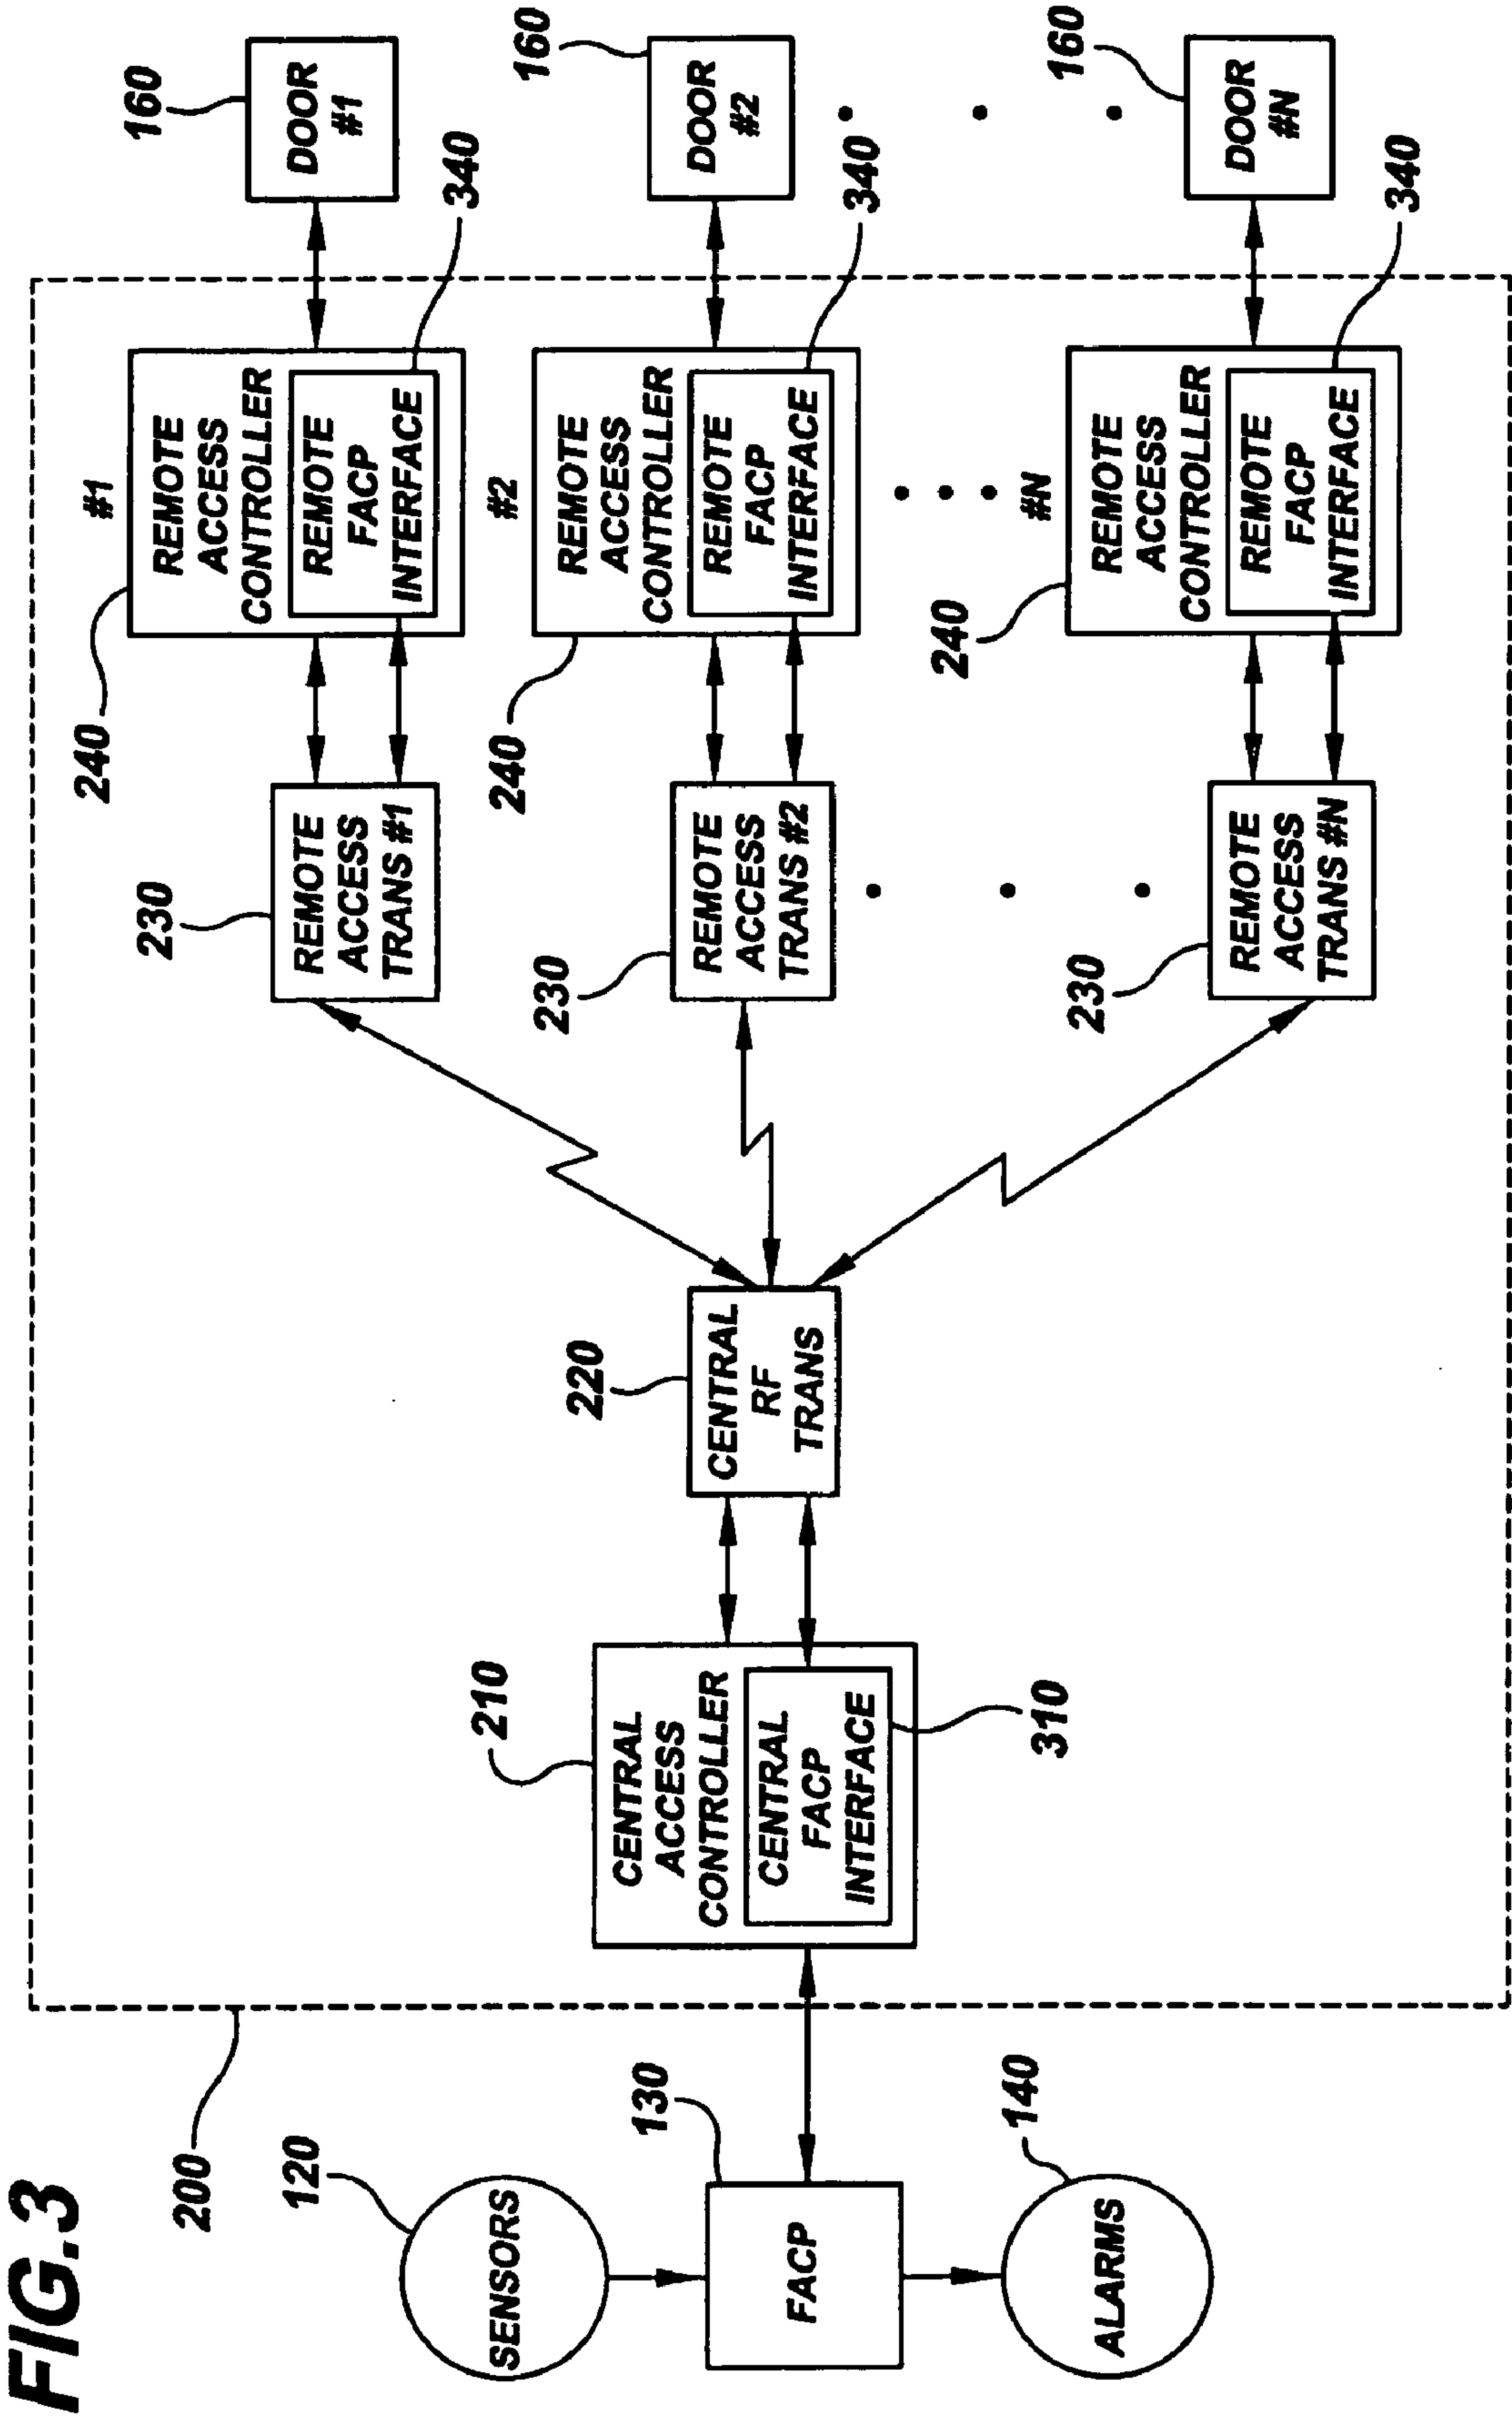 FIG.3
200
120
SENSORS
130
FACP
140
ALARMS
210
CENTRAL
ACCESS
CONTROLLER
CENTRAL
FACP
INTERFACE
310
220
CENTRAL
RF
TRANS
230
REMOTE
ACCESS
TRANS #1
240
#1
REMOTE
ACCESS
CONTROLLER
REMOTE
FACP
INTERFACE
340
160
DOOR
#1
230
REMOTE
ACCESS
TRANS #2
240
#2
REMOTE
ACCESS
CONTROLLER
REMOTE
FACP
INTERFACE
340
160
DOOR
#2
230
REMOTE
ACCESS
TRANS #N
240
#N
REMOTE
ACCESS
CONTROLLER
REMOTE
FACP
INTERFACE
340
160
DOOR
#N